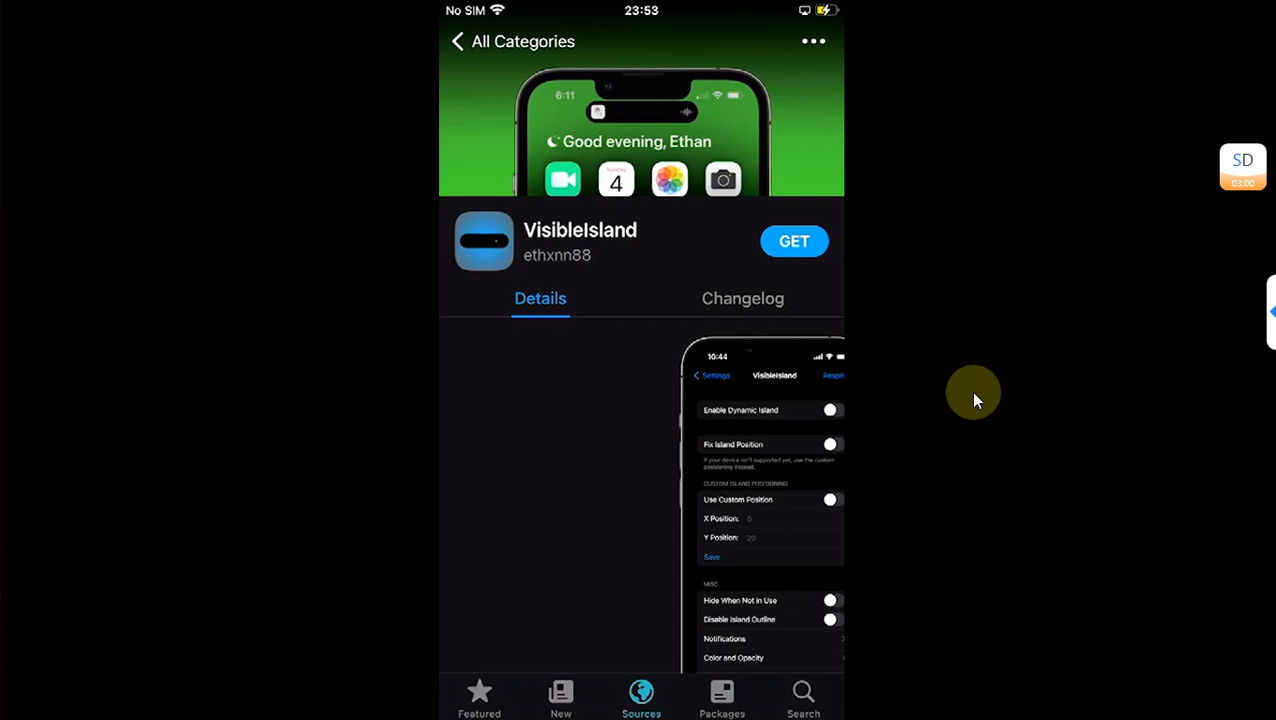 No SIM 23:53
All Categories
6:11
Good evening, Ethan
Sunday
4
VisibleIsland
ethxnn88
GET
Details Changelog
10:44
Settings VisibleIsland Respri
Enable Dynamic Island
Fix Island Position
If your device isn't supported yet, use the custom
positioning instead.
CUSTOM ISLAND POSITIONING
Use Custom Position
X Position: 0
Y Position: 20
Save
MISC
Hide When Not in Use
Disable Island Outline
Notifications
Color and Opacity
Featured New Sources Packages Search
SD
03:00